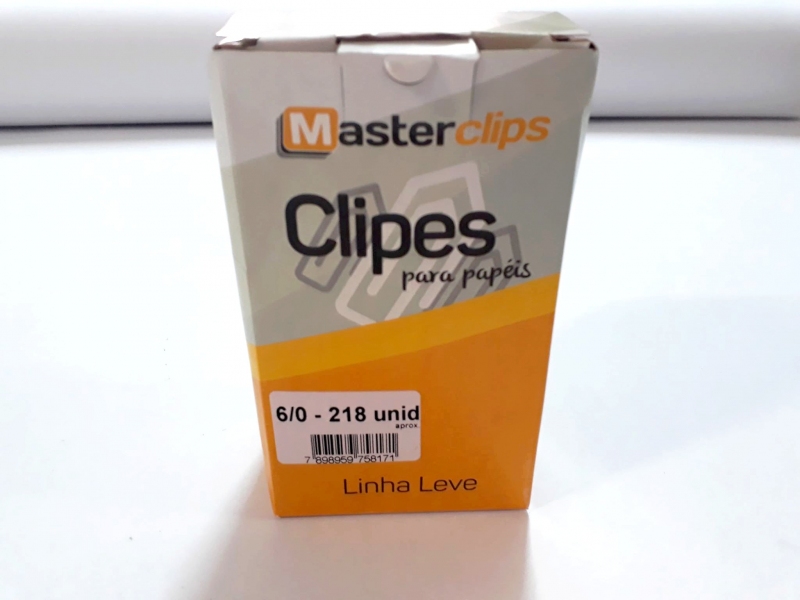 Masterclips
Clipes
para papéis
6/0 - 218 unid
aprox.
7 898959 758171
Linha Leve